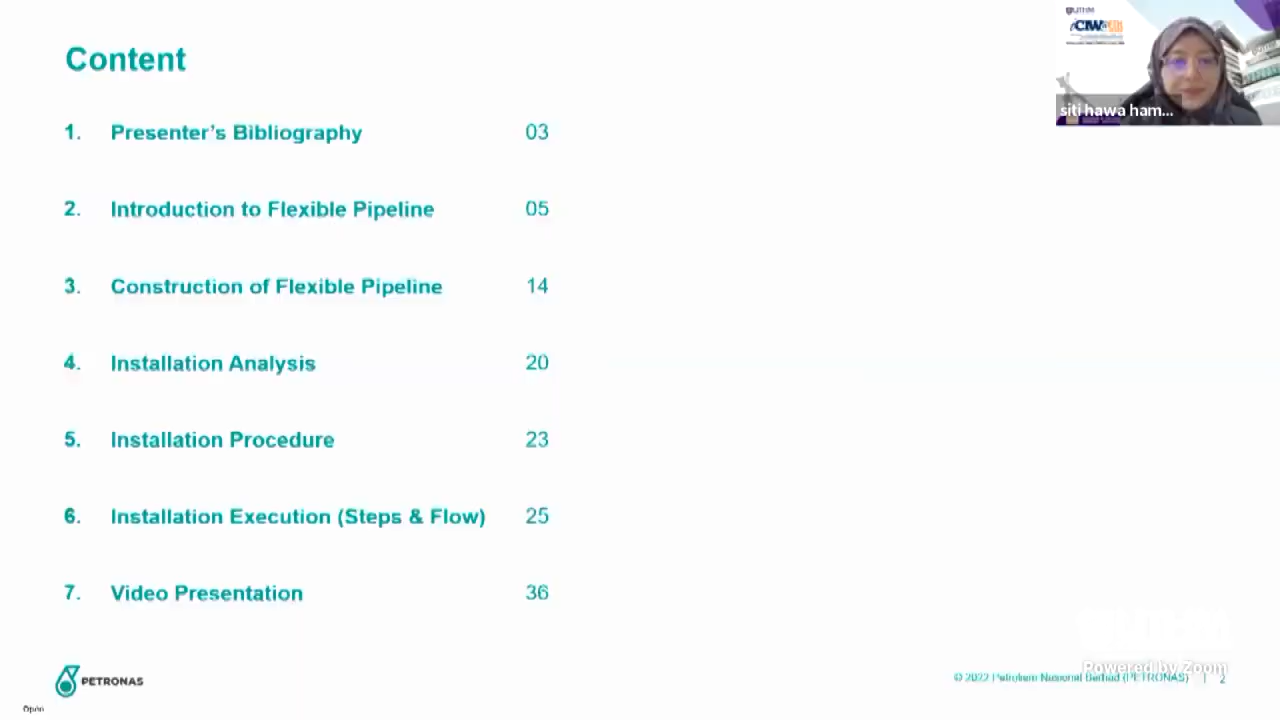 Content
1. Presenter's Bibliography 03
2. Introduction to Flexible Pipeline 05
3. Construction of Flexible Pipeline 14
4. Installation Analysis 20
5. Installation Procedure 23
6. Installation Execution (Steps & Flow) 25
7. Video Presentation 36
PETRONAS
Open
© 2022 Petroliam Nasional Berhad (PETRONAS) | 2
Powered by Zoom
UTHM
siti hawa ham...